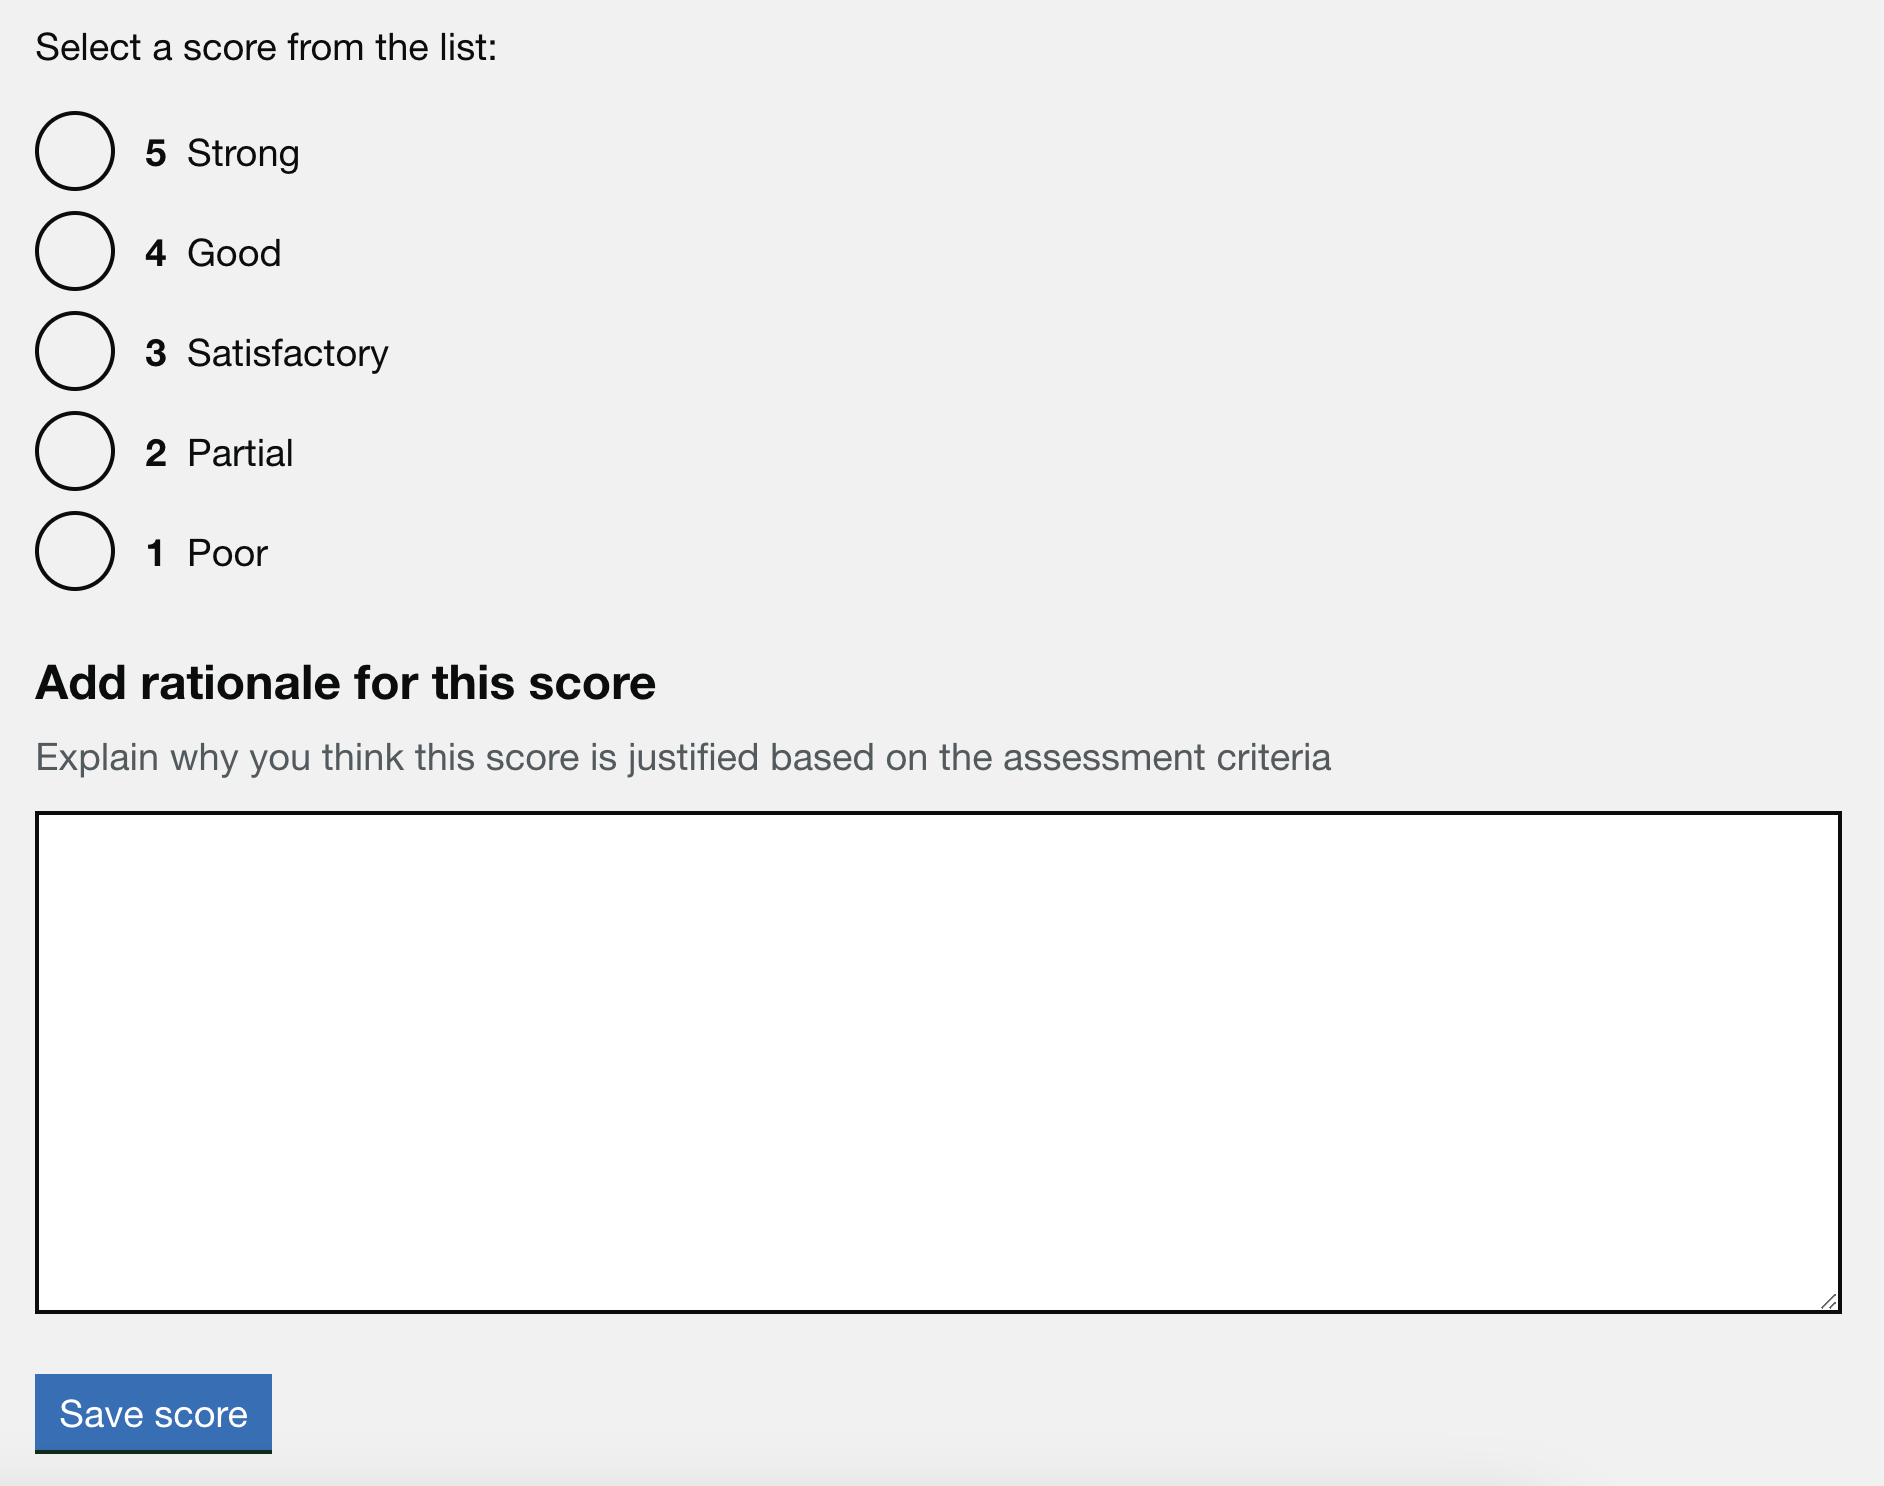 Select a score from the list:
5 Strong
4 Good
3 Satisfactory
2 Partial
1 Poor
Add rationale for this score
Explain why you think this score is justified based on the assessment criteria
Save score